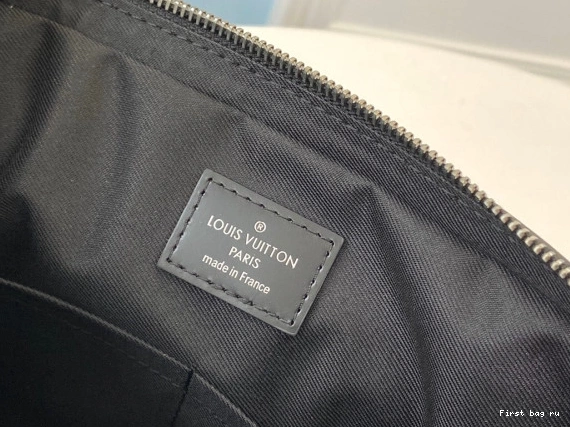 ®
LOUIS VUITTON
PARIS
made in France
First bag ru